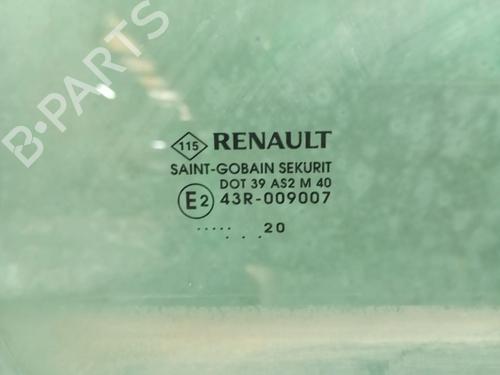 B-PARTS
115 RENAULT
SAINT-GOBAIN SEKURIT
DOT 39 AS2 M 40
E2 43R-009007
..... 20
. ...